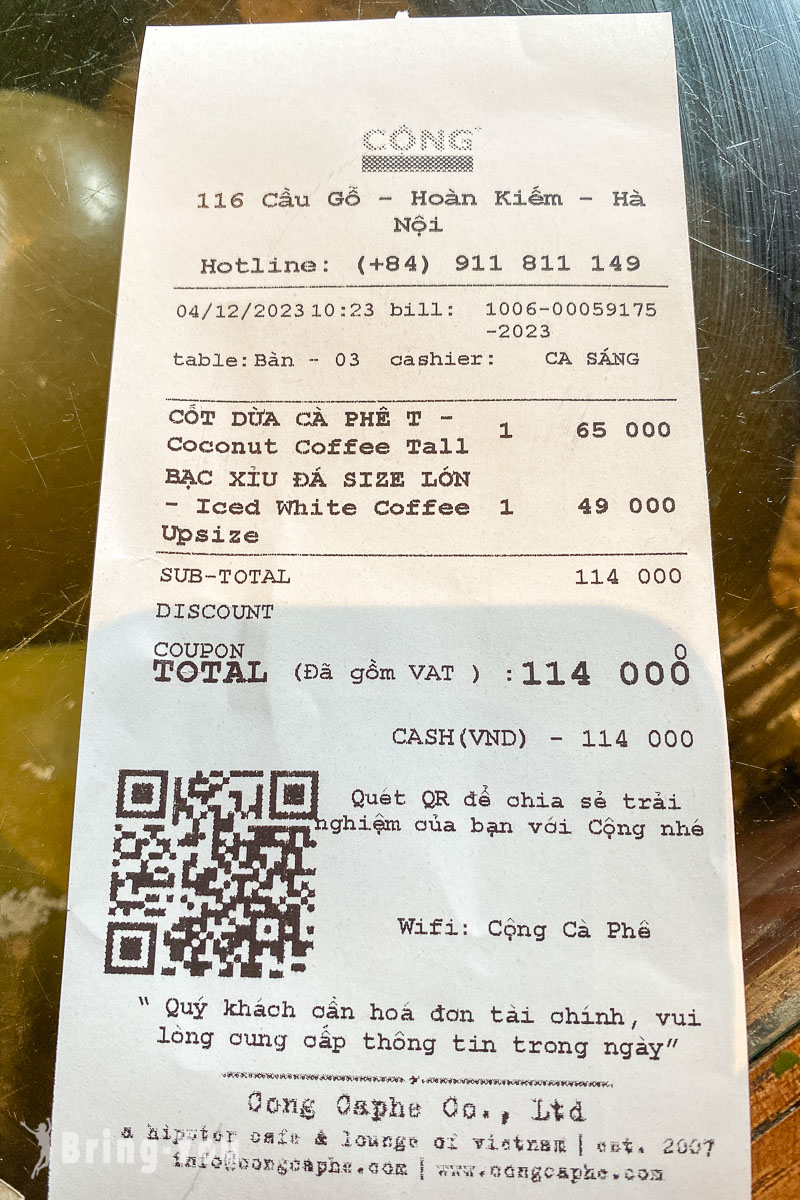 CỘNG
116 Cầu Gỗ - Hoàn Kiếm - Hà
Nội
Hotline: (+84) 911 811 149
04/12/2023 10:23 bill: 1006-00059175
-2023
table: Bàn - 03 cashier: CA SÁNG
CỐT DỪA CÀ PHÊ T -
Coconut Coffee Tall 1 65 000
BẠC XỈU ĐÁ SIZE LỚN
- Iced White Coffee 1 49 000
Upsize
SUB-TOTAL 114 000
DISCOUNT
COUPON 0
TOTAL (Đã gồm VAT ) : 114 000
CASH(VND) - 114 000
Quét QR để chia sẻ trải
nghiệm của bạn với Cộng nhé
Wifi: Cộng Cà Phê
" Quý khách cần hoá đơn tài chính, vui
lòng cung cấp thông tin trong ngày"
Cong Caphe Co., Ltd
a hipster cafe & lounge of vietnam | est. 2007
info@congcaphe.com | www.congcaphe.com